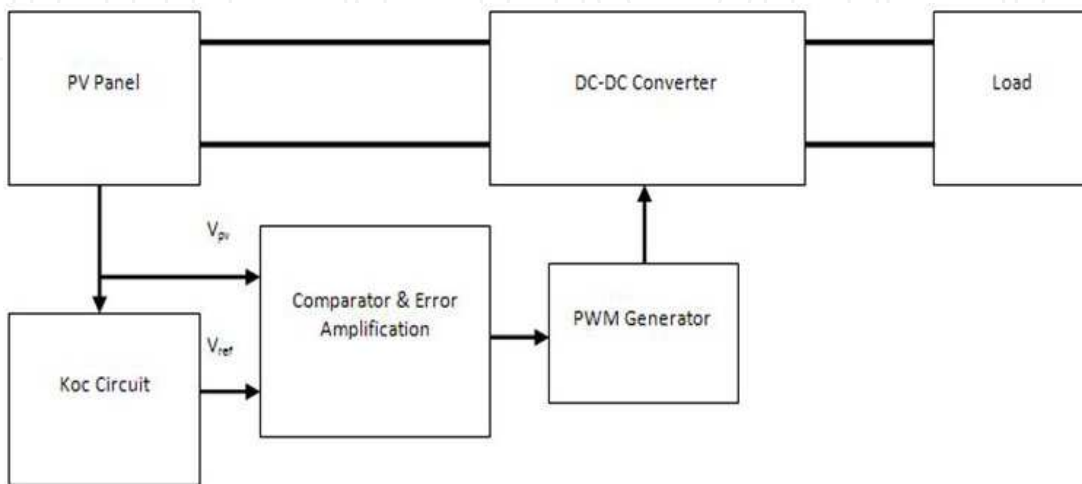 PV Panel
DC-DC Converter
Load
Vpv
Comparator & Error
Amplification
PWM Generator
Vref
Koc Circuit